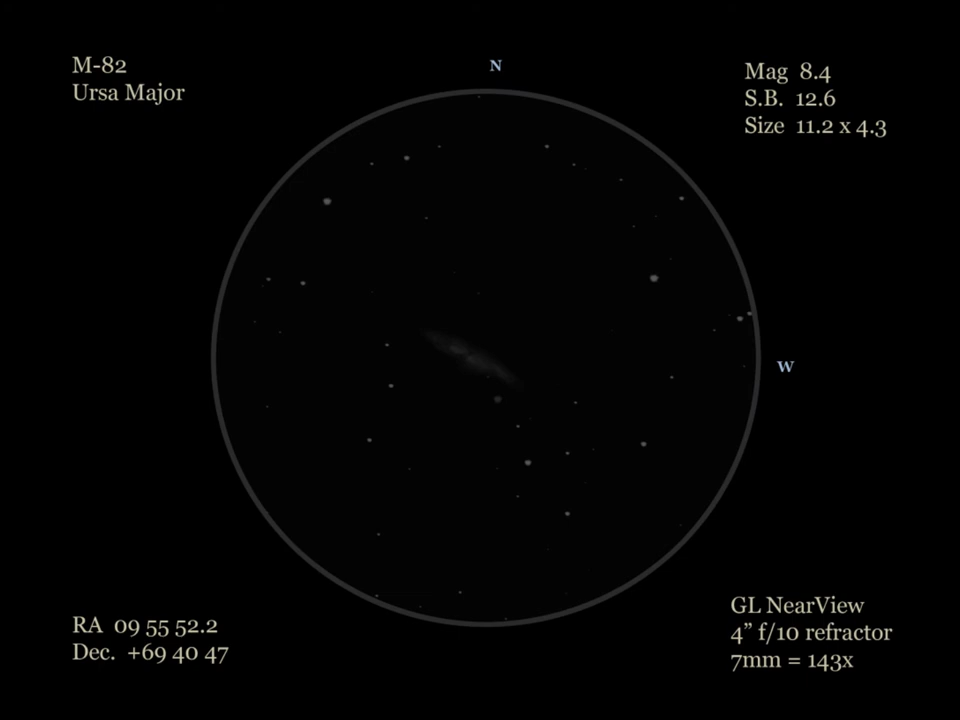 M-82
Ursa Major
N
Mag 8.4
S.B. 12.6
Size 11.2 x 4.3
W
RA 09 55 52.2
Dec. +69 40 47
GL NearView
4” f/10 refractor
7mm = 143x